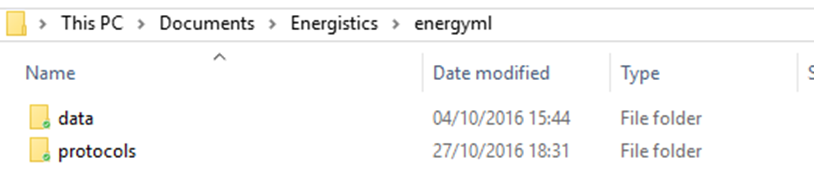 This PC > Documents > Energistics > energyml
Name Date modified Type S
data 04/10/2016 15:44 File folder
protocols 27/10/2016 18:31 File folder